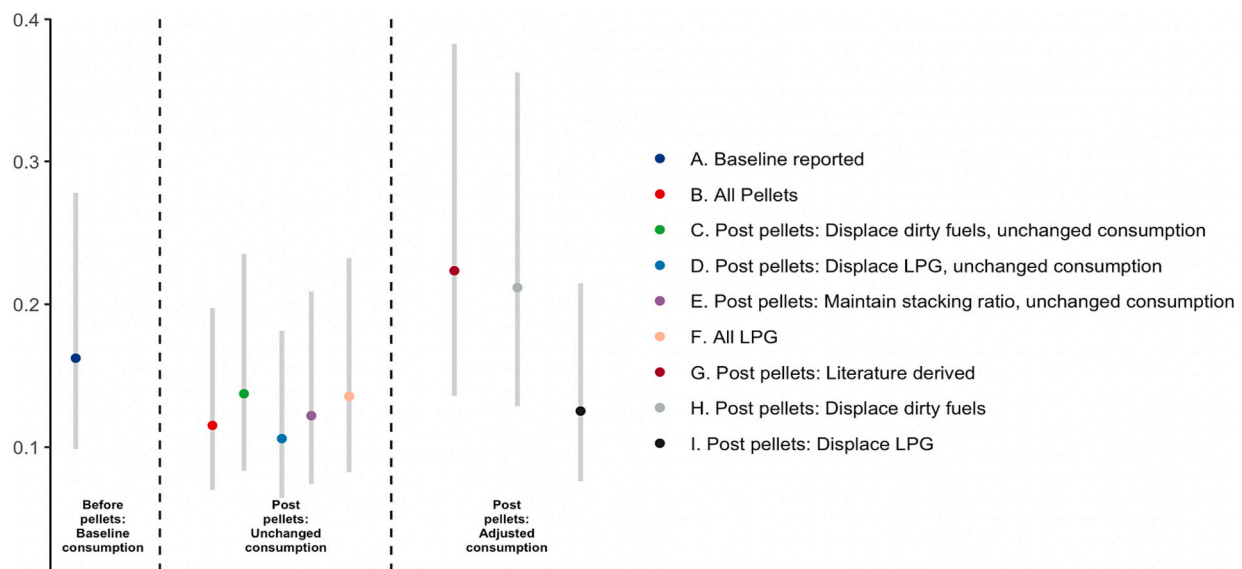 0.4
0.3
0.2
0.1
Before
pellets:
Baseline
consumption
Post
pellets:
Unchanged
consumption
Post
pellets:
Adjusted
consumption
A. Baseline reported
B. All Pellets
C. Post pellets: Displace dirty fuels, unchanged consumption
D. Post pellets: Displace LPG, unchanged consumption
E. Post pellets: Maintain stacking ratio, unchanged consumption
F. All LPG
G. Post pellets: Literature derived
H. Post pellets: Displace dirty fuels
I. Post pellets: Displace LPG